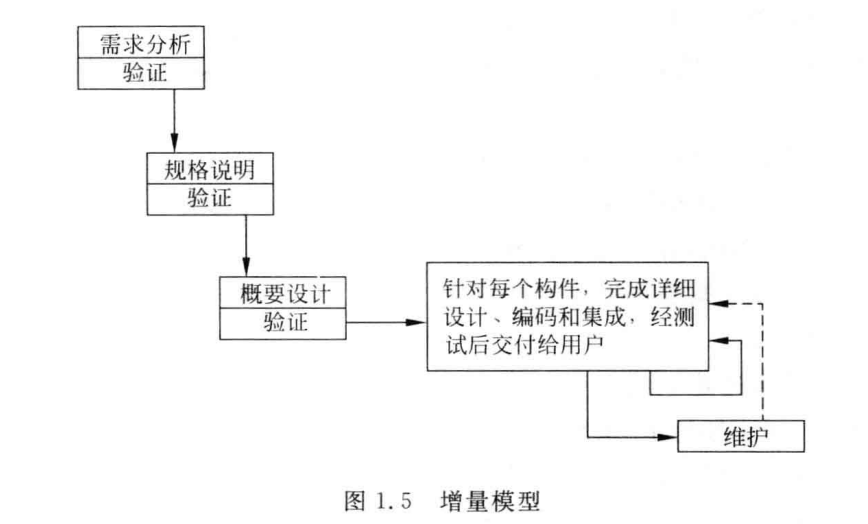 需求分析
验证
规格说明
验证
概要设计
验证
针对每个构件，完成详细
设计、编码和集成，经测
试后交付给用户
维护
图 1.5 增量模型